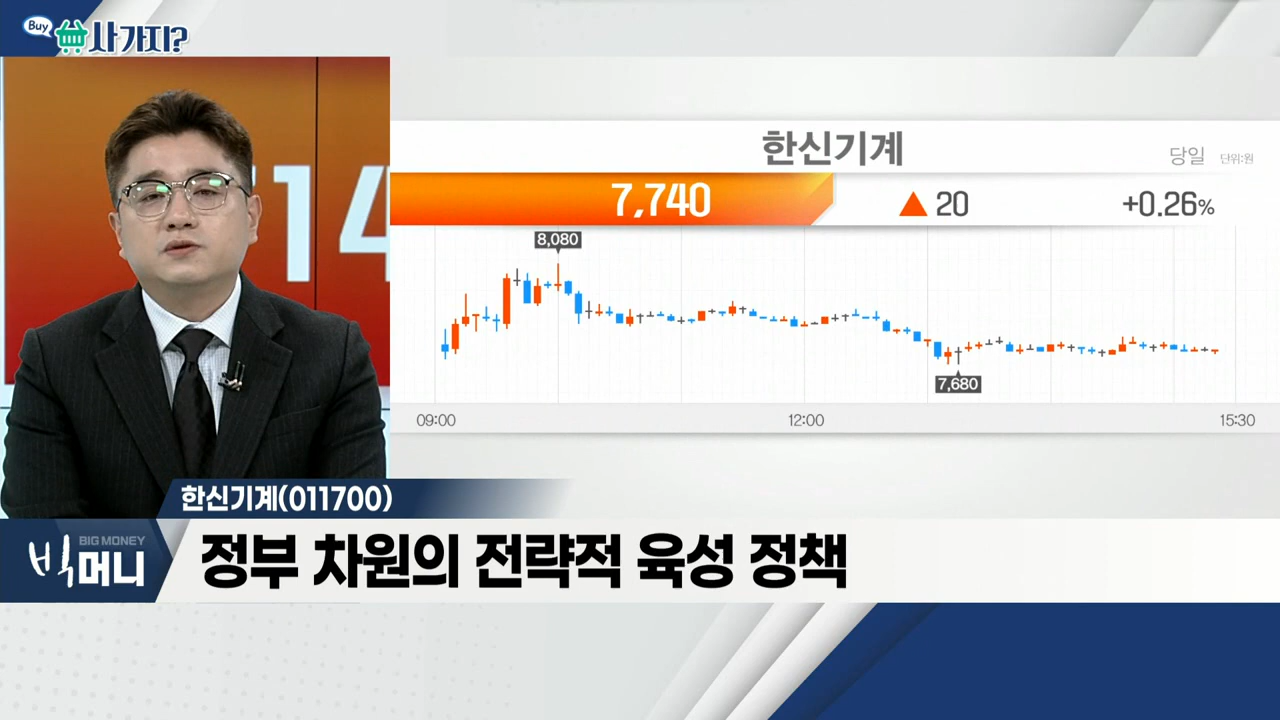 Buy
사가지?
14
한신기계
당일 단위:원
7,740 ▲ 20 +0.26%
8,080
7,680
09:00 12:00 15:30
한신기계(011700)
BIG MONEY
빅머니
정부 차원의 전략적 육성 정책